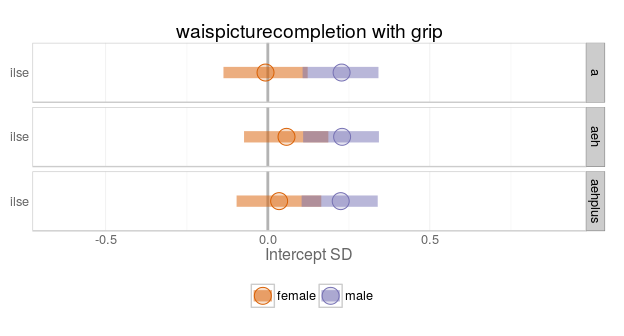 waispicturecompletion with grip
ilse
a
ilse
aeh
ilse
aehplus
-0.5 0.0 0.5
Intercept SD
female male